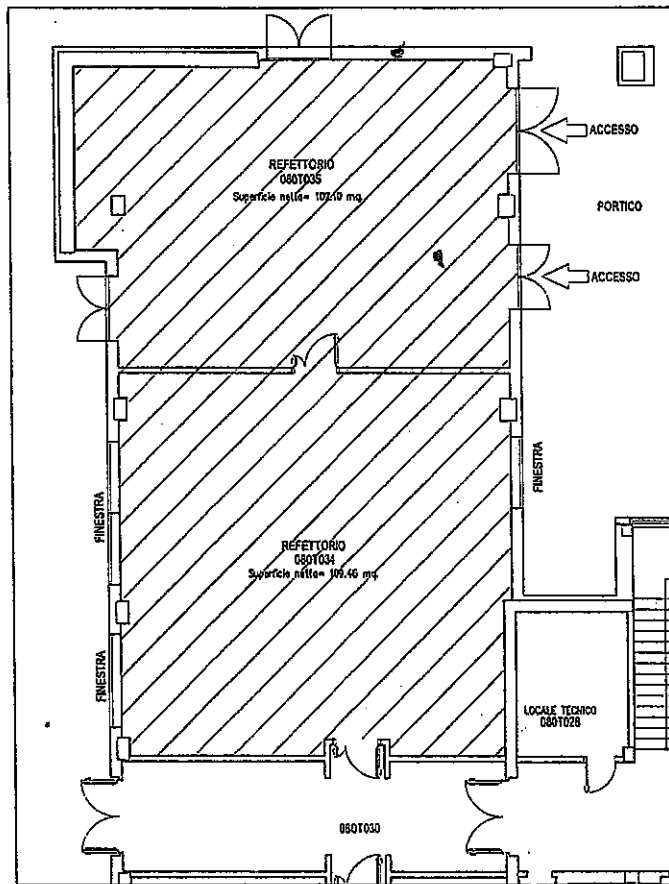 REFETTORIO
080T035
Superficie netta= 102.10 mq.
ACCESSO
PORTICO
ACCESSO
FINESTRA
FINESTRA
REFETTORIO
080T034
Superficie netta= 109.46 mq.
FINESTRA
LOCALE TECNICO
080T028
080T030